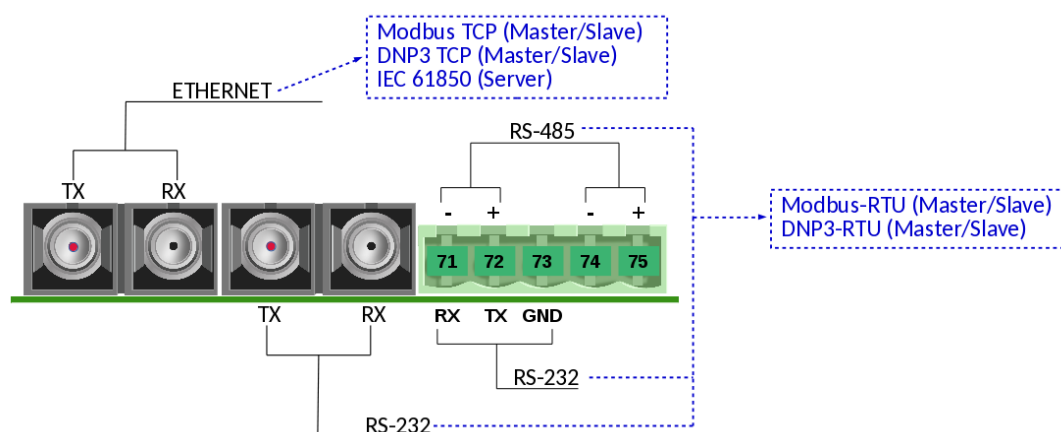 Modbus TCP (Master/Slave)
DNP3 TCP (Master/Slave)
IEC 61850 (Server)
ETHERNET
RS-485
TX RX
- + - +
Modbus-RTU (Master/Slave)
DNP3-RTU (Master/Slave)
71 72 73 74 75
TX RX RX TX GND
RS-232
RS-232